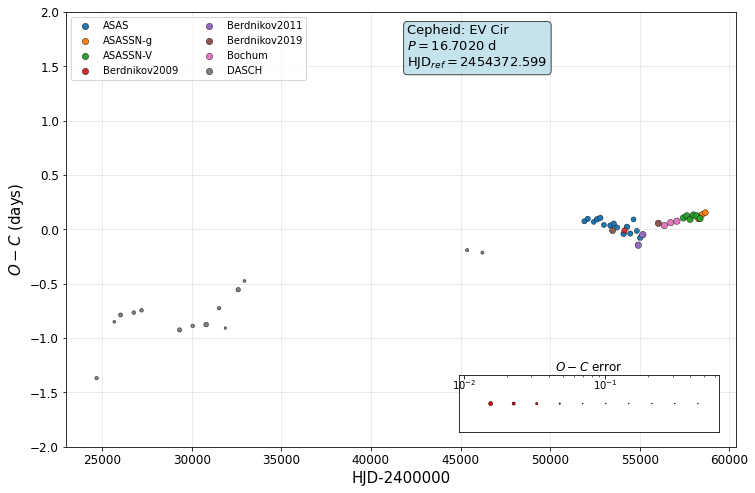 ASAS
ASASSN-g
ASASSN-V
Berdnikov2009
Berdnikov2011
Berdnikov2019
Bochum
DASCH
Cepheid: EV Cir
P = 16.7020 d
HJD_ref = 2454372.599
2.0
1.5
1.0
0.5
0.0
−0.5
−1.0
−1.5
−2.0
O − C (days)
O − C error
10^−2
10^−1
25000
30000
35000
40000
45000
50000
55000
60000
HJD-2400000